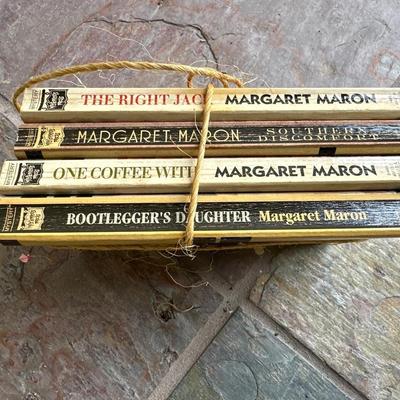 THE RIGHT JACK MARGARET MARON
MARGARET MARON SOUTHERN DISCOMFORT
ONE COFFEE WITH MARGARET MARON
BOOTLEGGER'S DAUGHTER Margaret Maron